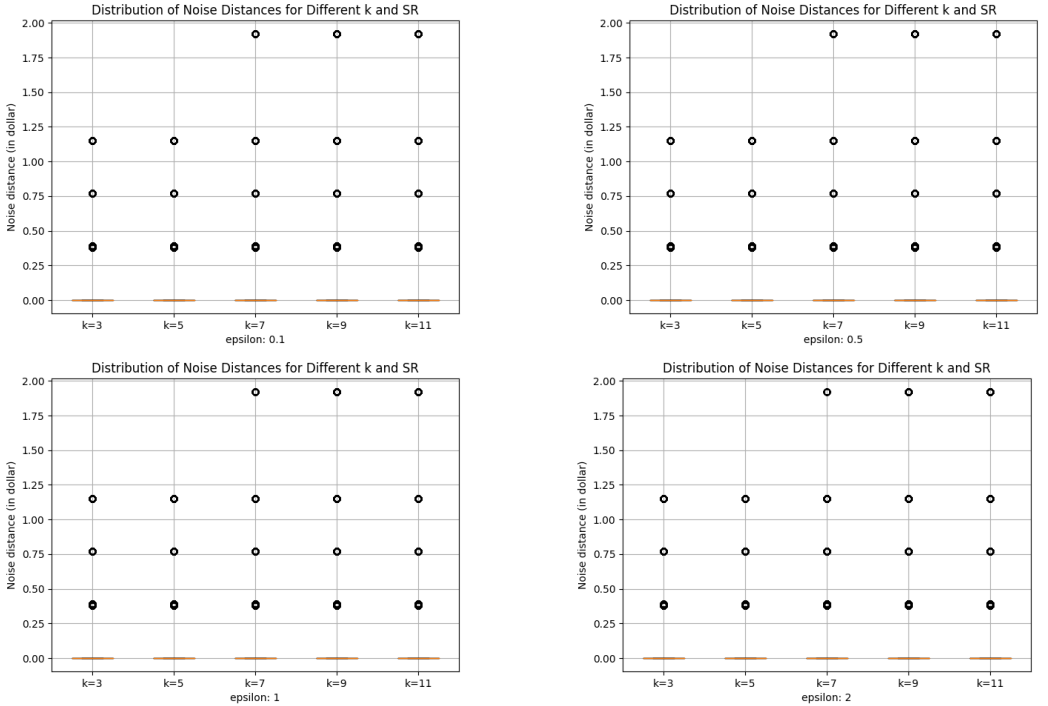 Distribution of Noise Distances for Different k and SR
2.00
1.75
1.50
1.25
1.00
0.75
0.50
0.25
0.00
Noise distance (in dollar)
k=3 k=5 k=7 k=9 k=11
epsilon: 0.1
Distribution of Noise Distances for Different k and SR
2.00
1.75
1.50
1.25
1.00
0.75
0.50
0.25
0.00
Noise distance (in dollar)
k=3 k=5 k=7 k=9 k=11
epsilon: 0.5
Distribution of Noise Distances for Different k and SR
2.00
1.75
1.50
1.25
1.00
0.75
0.50
0.25
0.00
Noise distance (in dollar)
k=3 k=5 k=7 k=9 k=11
epsilon: 1
Distribution of Noise Distances for Different k and SR
2.00
1.75
1.50
1.25
1.00
0.75
0.50
0.25
0.00
Noise distance (in dollar)
k=3 k=5 k=7 k=9 k=11
epsilon: 2